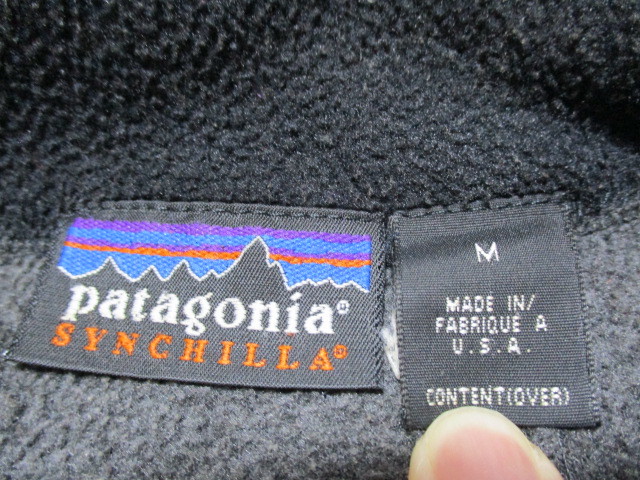 patagonia®
SYNCHILLA®
M
MADE IN/
FABRIQUE A
U.S.A.
CONTENT(OVER)